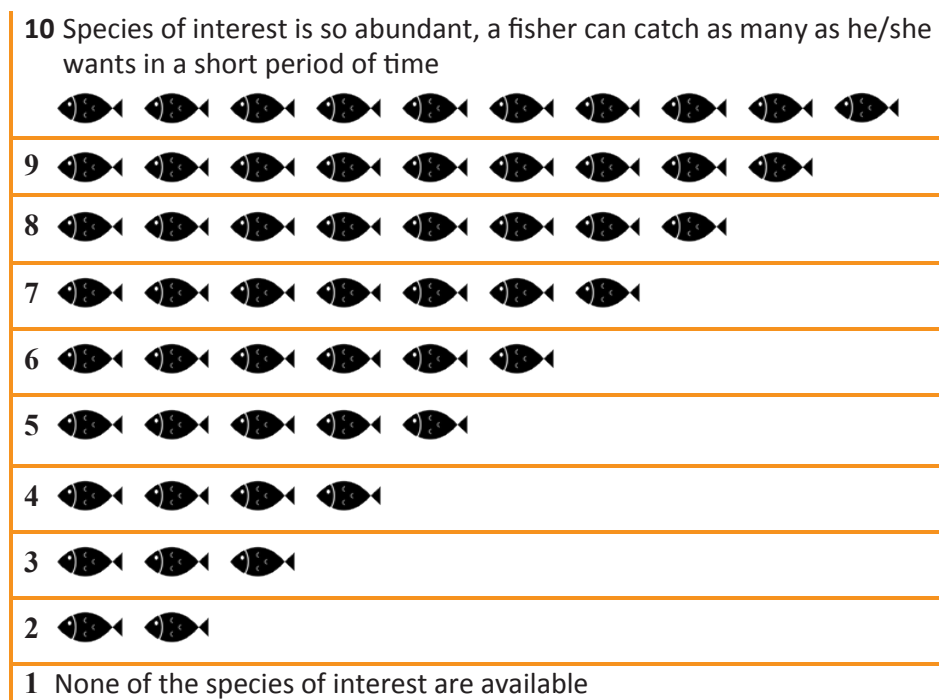 10 Species of interest is so abundant, a fisher can catch as many as he/she
wants in a short period of time
9
8
7
6
5
4
3
2
1 None of the species of interest are available